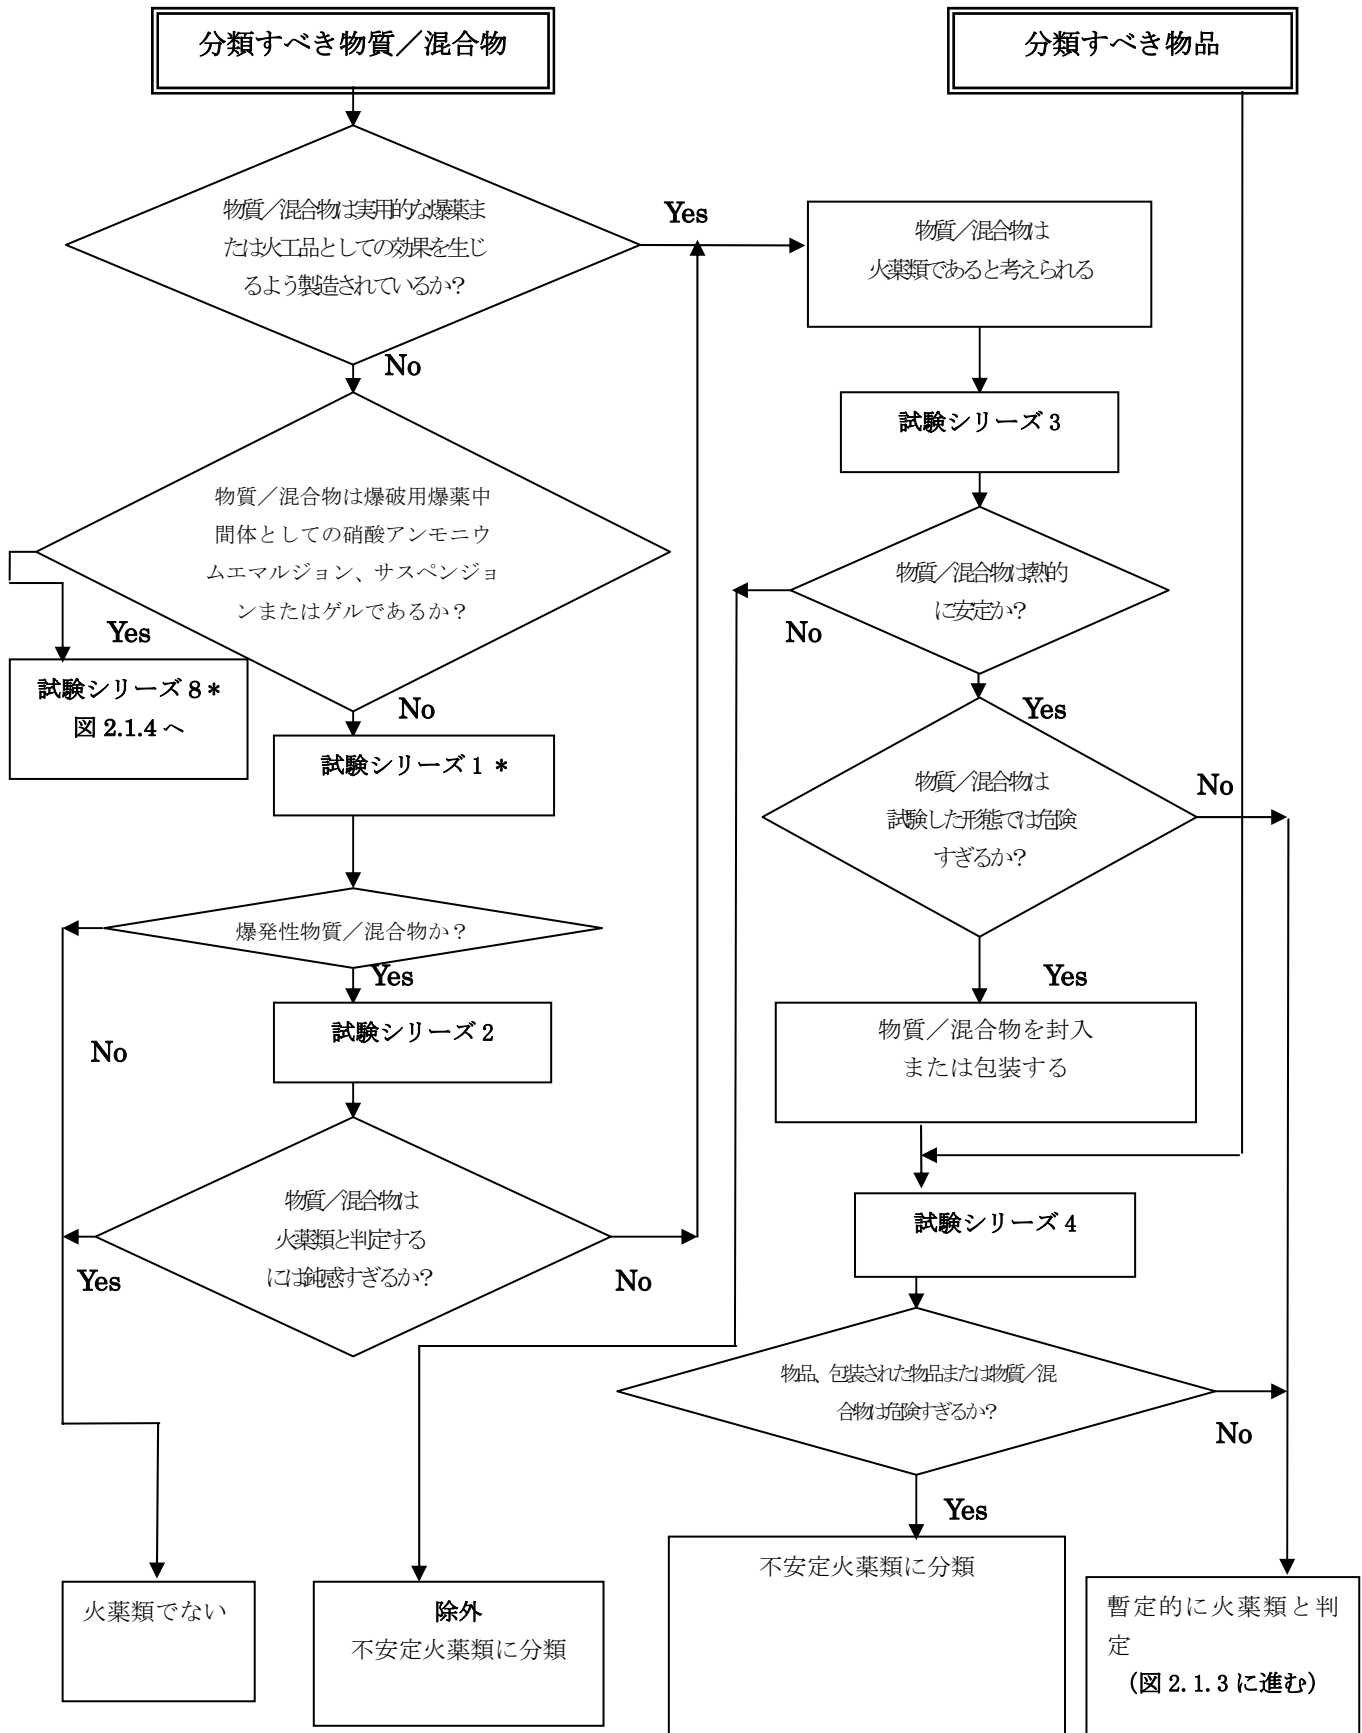 分類すべき物質／混合物
分類すべき物品
物質／混合物は実用的な爆薬ま
たは火工品としての効果を生じ
るよう製造されているか?
Yes
物質／混合物は
火薬類であると考えられる
No
試験シリーズ 3
物質／混合物は爆破用爆薬中
間体としての硝酸アンモニウ
ムエマルジョン、サスペンジョ
ンまたはゲルであるか？
物質／混合物は熱的
に安定か?
Yes
No
試験シリーズ 8＊
図 2.1.4 へ
No
Yes
試験シリーズ 1 ＊
物質／混合物は
試験した形態では危険
すぎるか?
No
爆発性物質／混合物か？
Yes
Yes
試験シリーズ 2
物質／混合物を封入
または包装する
No
物質／混合物は
火薬類と判定する
には鈍感すぎるか?
Yes
No
試験シリーズ 4
物品、包装された物品または物質／混
合物は危険すぎるか?
No
Yes
火薬類でない
除外
不安定火薬類に分類
不安定火薬類に分類
暫定的に火薬類と判
定
（図 2.1.3 に進む）